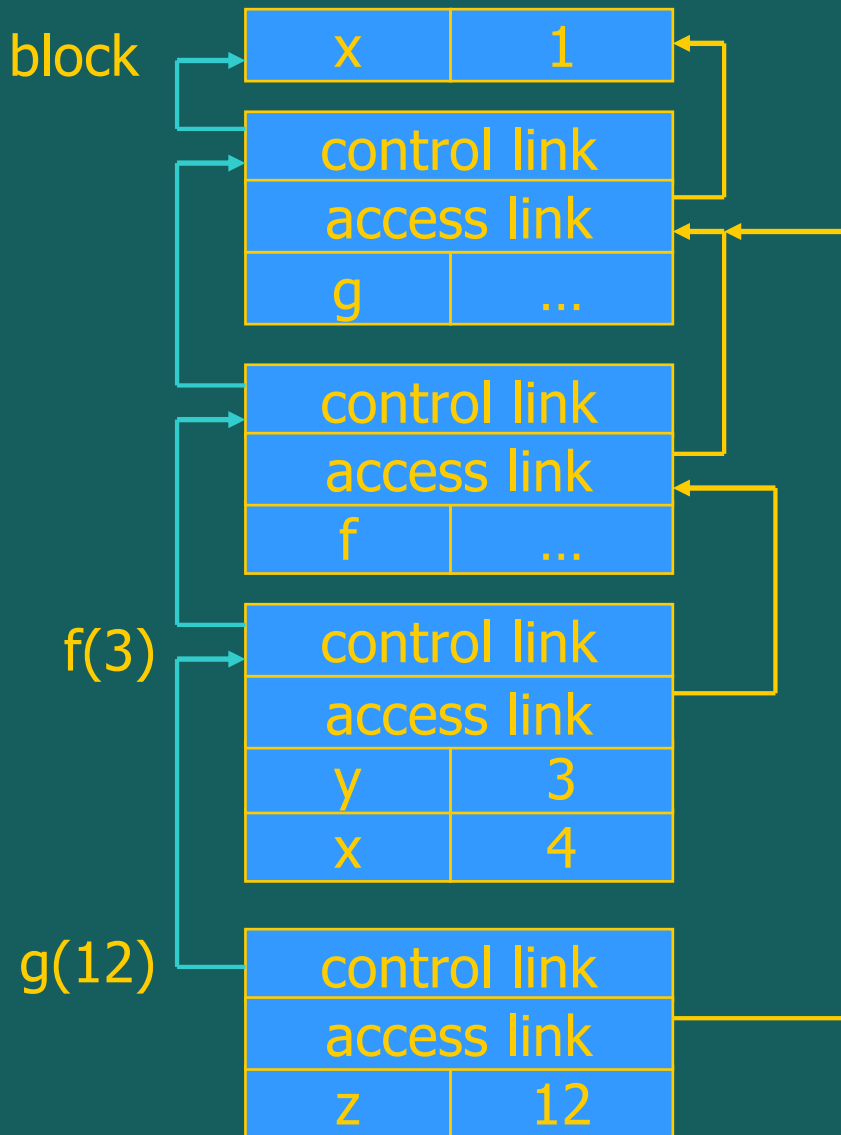 block
x 1
control link
access link
g ...
control link
access link
f ...
f(3)
control link
access link
y 3
x 4
g(12)
control link
access link
z 12